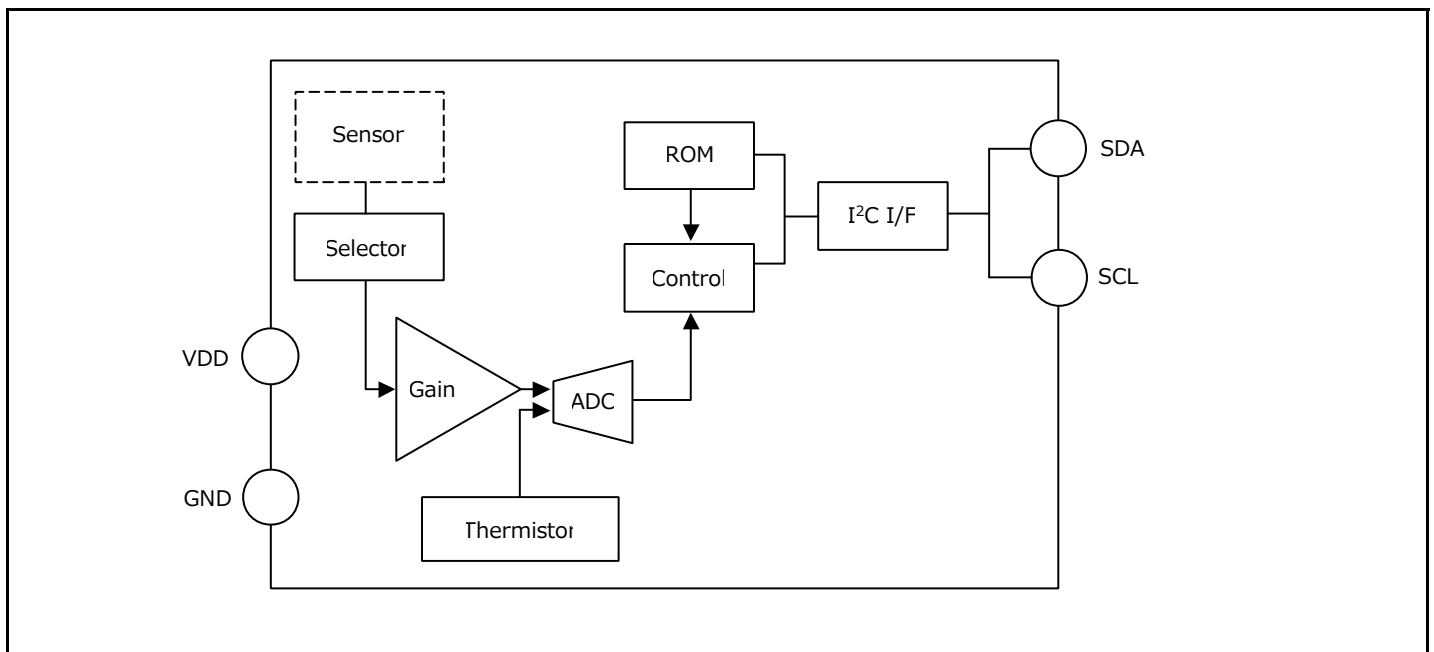 Sensor
ROM
SDA
I²C I/F
Selector
Control
SCL
VDD
Gain
ADC
GND
Thermistor